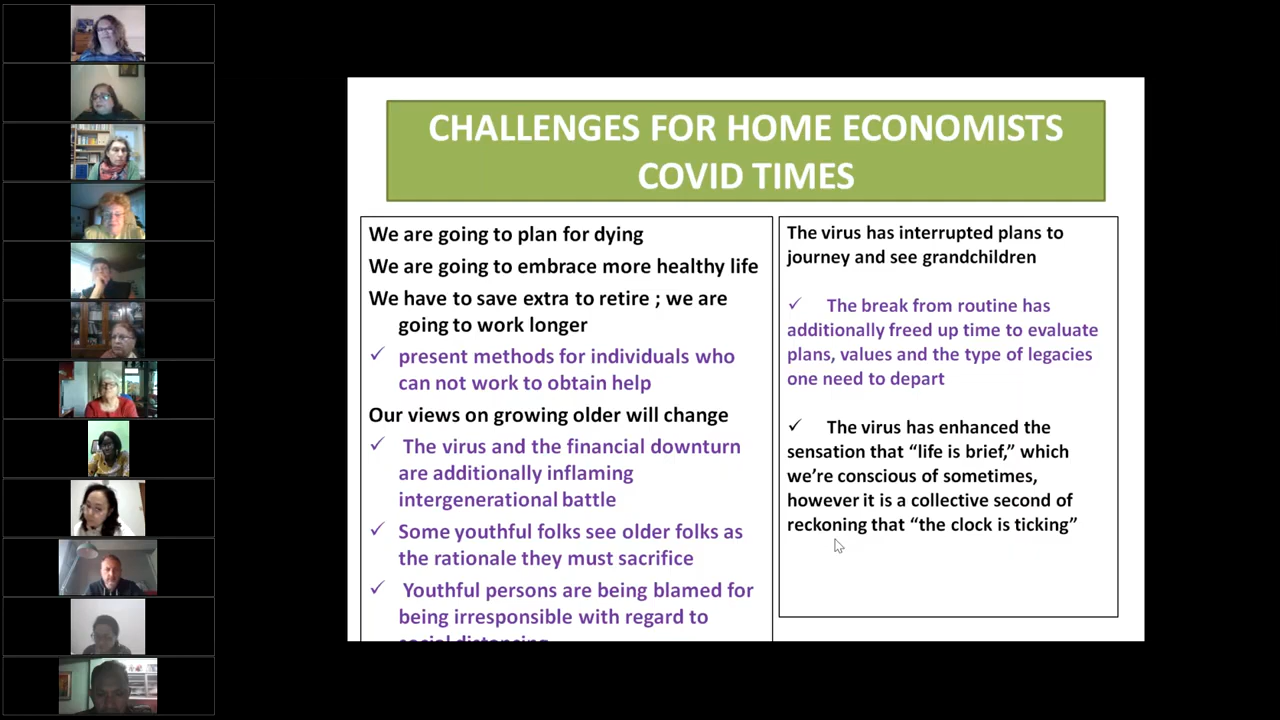 CHALLENGES FOR HOME ECONOMISTS
COVID TIMES
We are going to plan for dying
We are going to embrace more healthy life
We have to save extra to retire ; we are
going to work longer
✓ present methods for individuals who
can not work to obtain help
Our views on growing older will change
✓ The virus and the financial downturn
are additionally inflaming
intergenerational battle
✓ Some youthful folks see older folks as
the rationale they must sacrifice
✓ Youthful persons are being blamed for
being irresponsible with regard to
social distancing
The virus has interrupted plans to
journey and see grandchildren
✓ The break from routine has
additionally freed up time to evaluate
plans, values and the type of legacies
one need to depart
✓ The virus has enhanced the
sensation that “life is brief,” which
we’re conscious of sometimes,
however it is a collective second of
reckoning that “the clock is ticking”